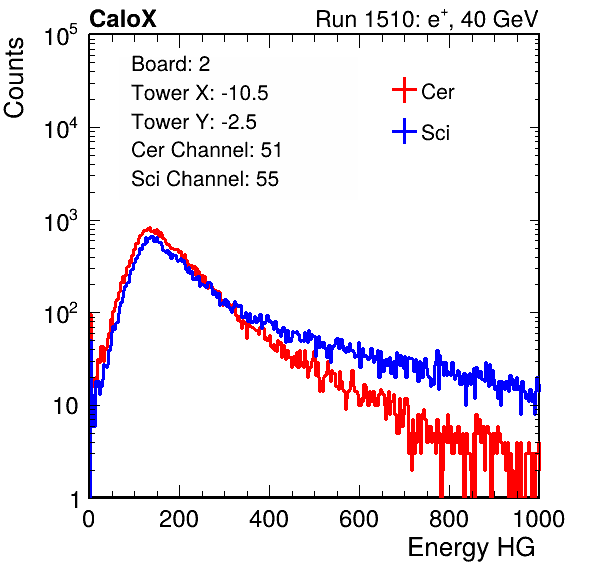 CaloX Run 1510: e⁺, 40 GeV
Counts
Board: 2
Tower X: -10.5
Tower Y: -2.5
Cer Channel: 51
Sci Channel: 55
Cer
Sci
10⁵
10⁴
10³
10²
10
1
0 200 400 600 800 1000
Energy HG